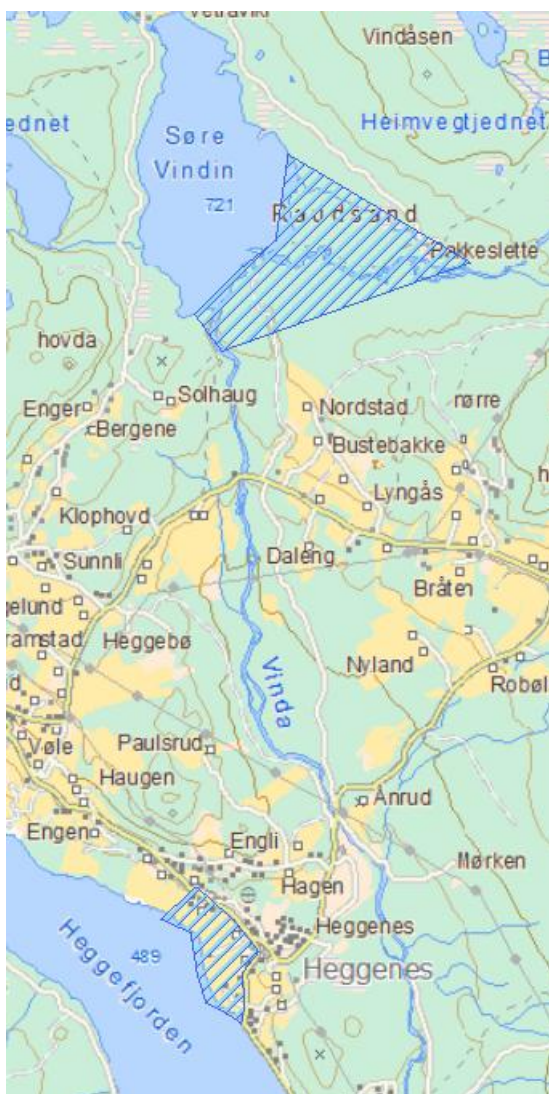 Vindåsen
ednet
Søre
Vindin
721
Heimvegtjednet
Raudsand
Pakkeslette
hovda
Solhaug
Enger
Bergene
Nordstad
nørre
Bustebakke
Lyngås
Klophovd
Sunnli
Daleng
Bråten
gelund
ramstad
Heggebø
Nyland
Robøl
d
Vinda
Vøle
Paulsrud
Haugen
Ånrud
Engen
Engli
Mørken
Hagen
Heggenes
Heggenes
489
Heggefjorden